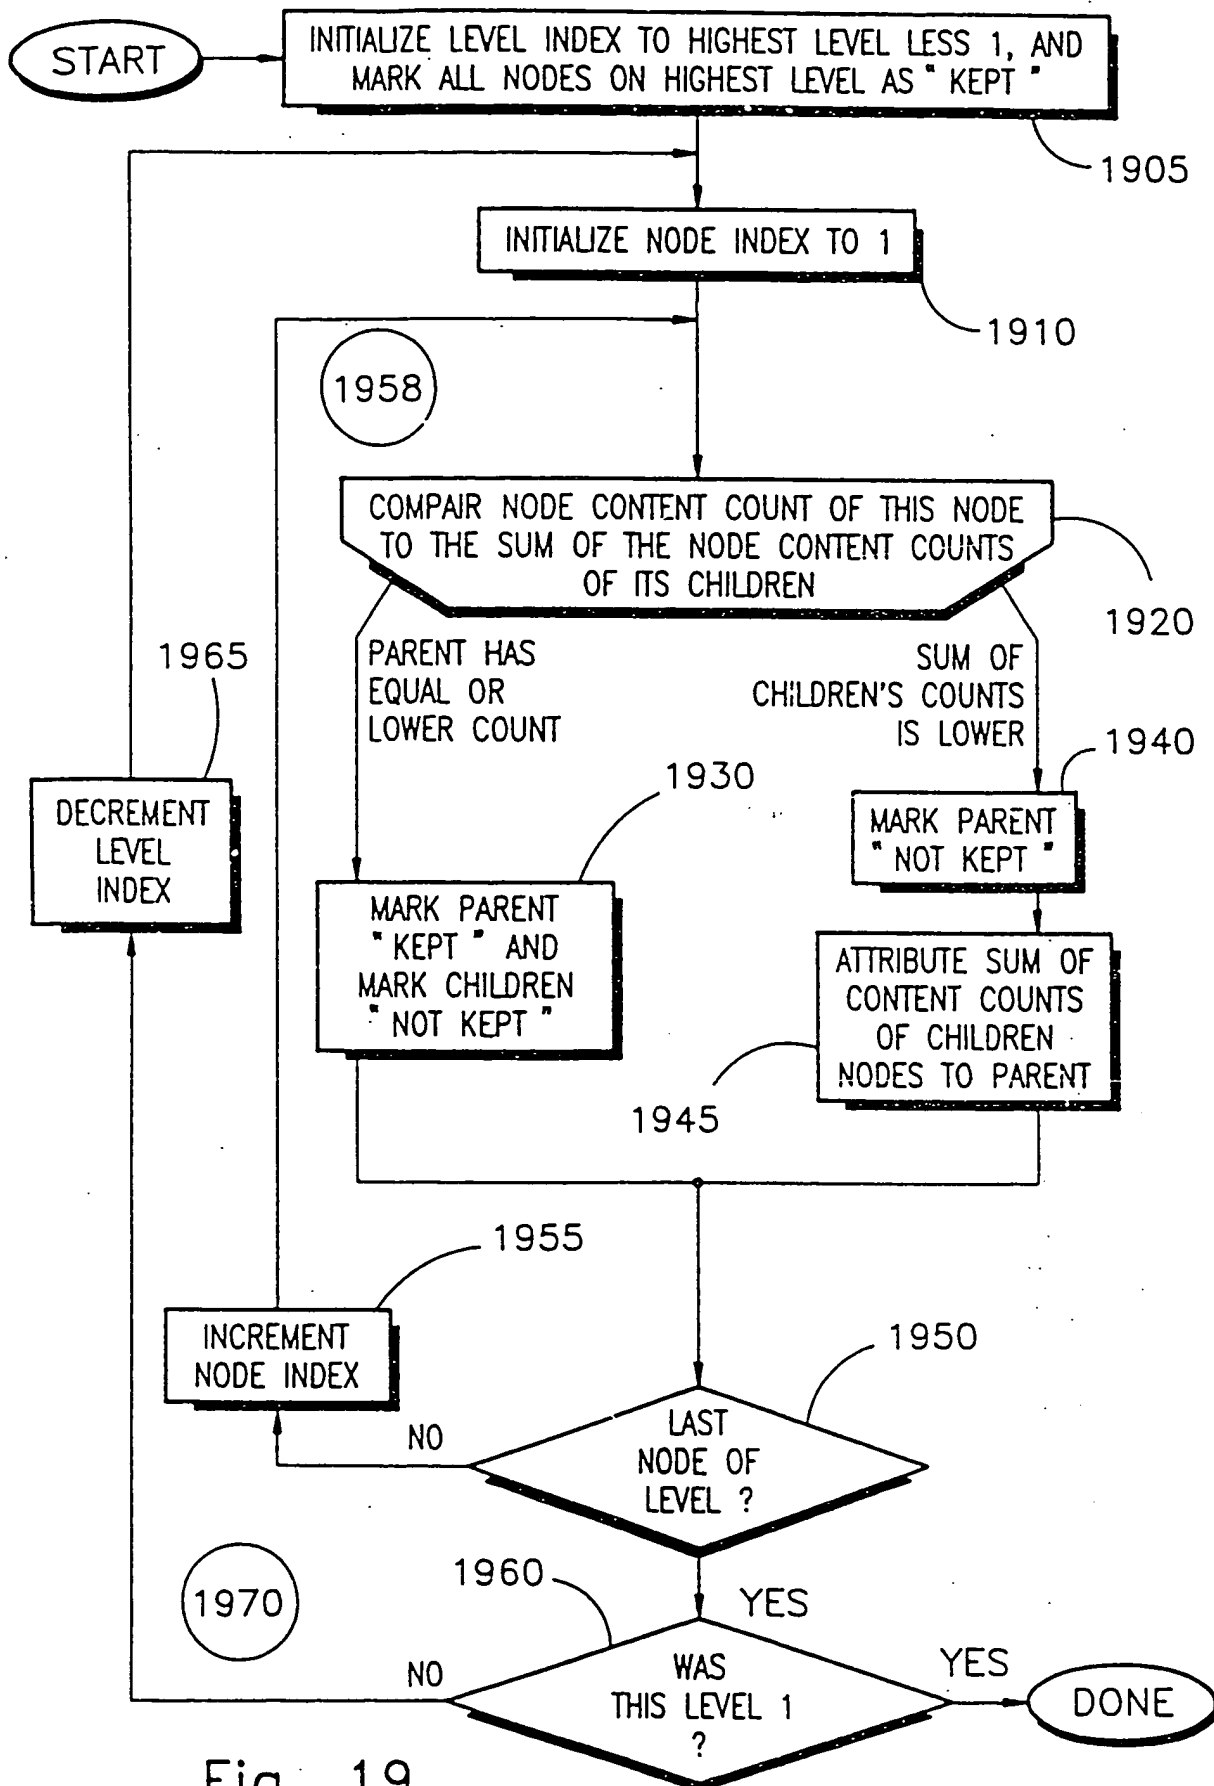 START
INITIALIZE LEVEL INDEX TO HIGHEST LEVEL LESS 1, AND
MARK ALL NODES ON HIGHEST LEVEL AS " KEPT "
1905
INITIALIZE NODE INDEX TO 1
1910
1958
COMPAIR NODE CONTENT COUNT OF THIS NODE
TO THE SUM OF THE NODE CONTENT COUNTS
OF ITS CHILDREN
1920
PARENT HAS
EQUAL OR
LOWER COUNT
SUM OF
CHILDREN'S COUNTS
IS LOWER
1965
DECREMENT
LEVEL
INDEX
1930
MARK PARENT
" KEPT " AND
MARK CHILDREN
" NOT KEPT "
1940
MARK PARENT
" NOT KEPT "
ATTRIBUTE SUM OF
CONTENT COUNTS
OF CHILDREN
NODES TO PARENT
1945
1955
INCREMENT
NODE INDEX
1950
LAST
NODE OF
LEVEL ?
NO
YES
1960
1970
WAS
THIS LEVEL 1
?
NO
YES
DONE
Fig. 19